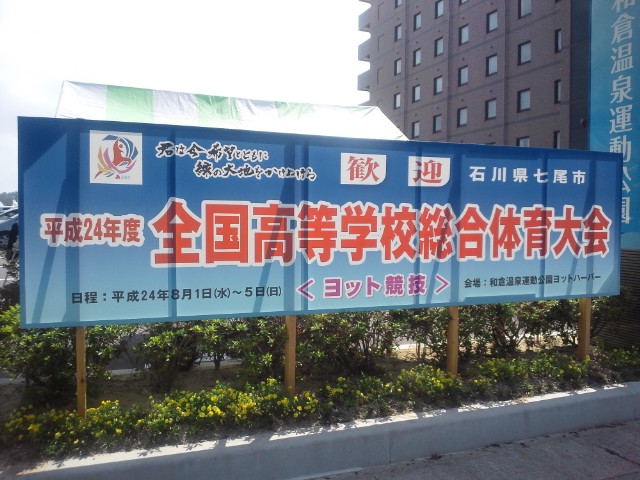 君は今 希望とともに
緑の大地をかけ上がる
歓迎 石川県七尾市
平成24年度 全国高等学校総合体育大会
日程：平成24年8月1日(水)～5日(日) ＜ヨット競技＞ 会場：和倉温泉運動公園ヨットハーバー
和倉温泉運動公園